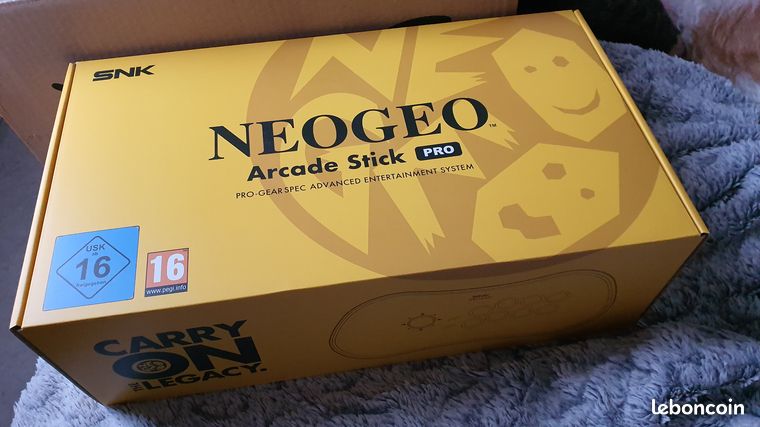 SNK
NEOGEO™
Arcade Stick PRO
PRO-GEARSPEC ADVANCED ENTERTAINMENT SYSTEM
USK
ab
16
freigegeben
16
www.pegi.info
CARRY
ON
THE LEGACY.
leboncoin